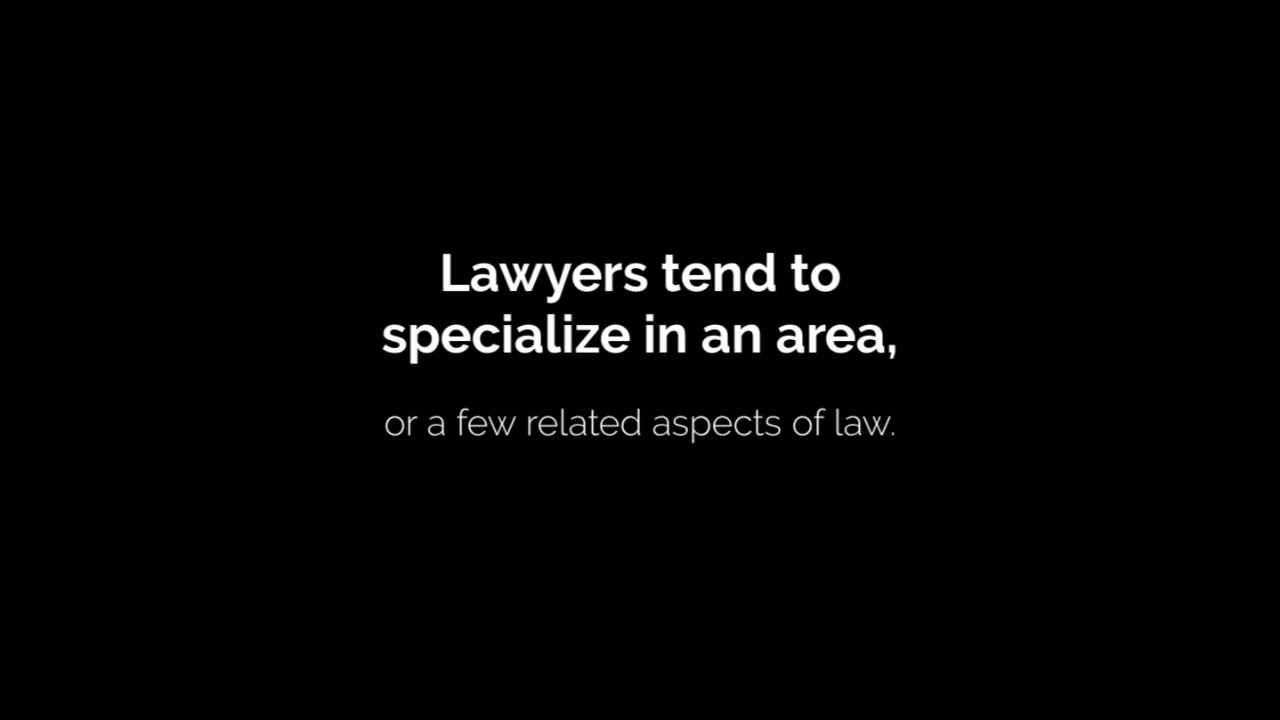 Lawyers tend to
specialize in an area,
or a few related aspects of law.